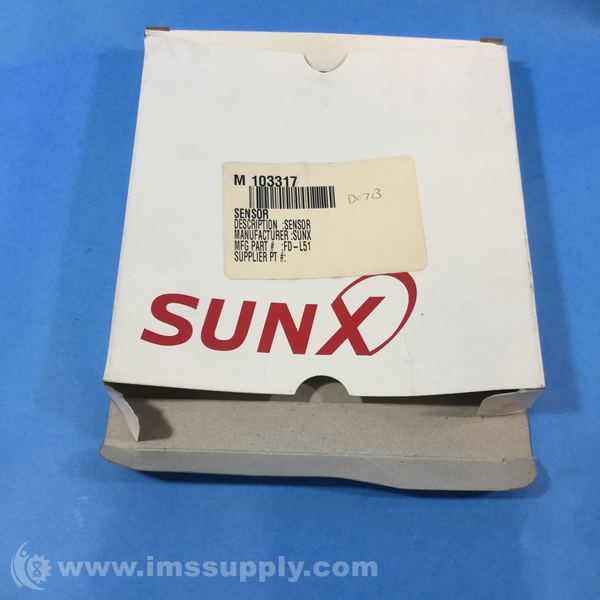 M 103317
D073
SENSOR
DESCRIPTION :SENSOR
MANUFACTURER :SUNX
MFG PART # :FD-L51
SUPPLIER PT #:
SUNX
www.imssupply.com